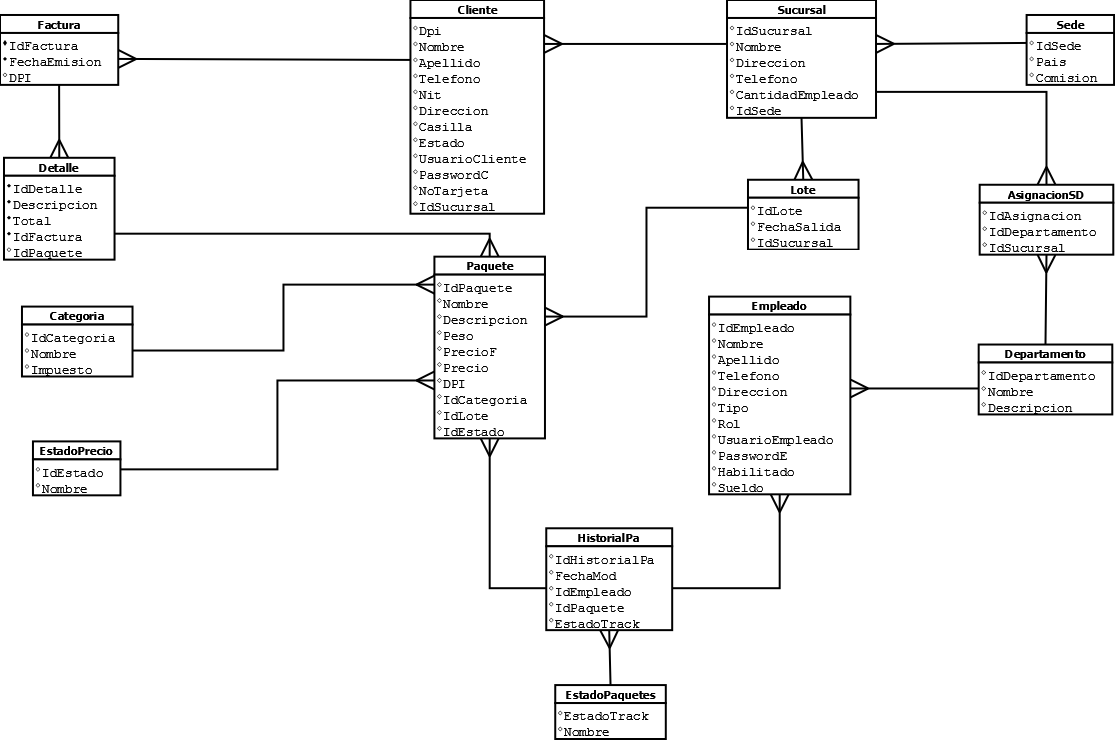 Factura
IdFactura
FechaEmision
DPI
Cliente
Dpi
Nombre
Apellido
Telefono
Nit
Direccion
Casilla
Estado
UsuarioCliente
PasswordC
NoTarjeta
IdSucursal
Sucursal
IdSucursal
Nombre
Direccion
Telefono
CantidadEmpleado
IdSede
Sede
IdSede
Pais
Comision
Detalle
IdDetalle
Descripcion
Total
IdFactura
IdPaquete
Lote
IdLote
FechaSalida
IdSucursal
AsignacionSD
IdAsignacion
IdDepartamento
IdSucursal
Paquete
IdPaquete
Nombre
Descripcion
Peso
PrecioF
Precio
DPI
IdCategoria
IdLote
IdEstado
Categoria
IdCategoria
Nombre
Impuesto
Empleado
IdEmpleado
Nombre
Apellido
Telefono
Direccion
Tipo
Rol
UsuarioEmpleado
PasswordE
Habilitado
Sueldo
Departamento
IdDepartamento
Nombre
Descripcion
EstadoPrecio
IdEstado
Nombre
HistorialPa
IdHistorialPa
FechaMod
IdEmpleado
IdPaquete
EstadoTrack
EstadoPaquetes
EstadoTrack
Nombre